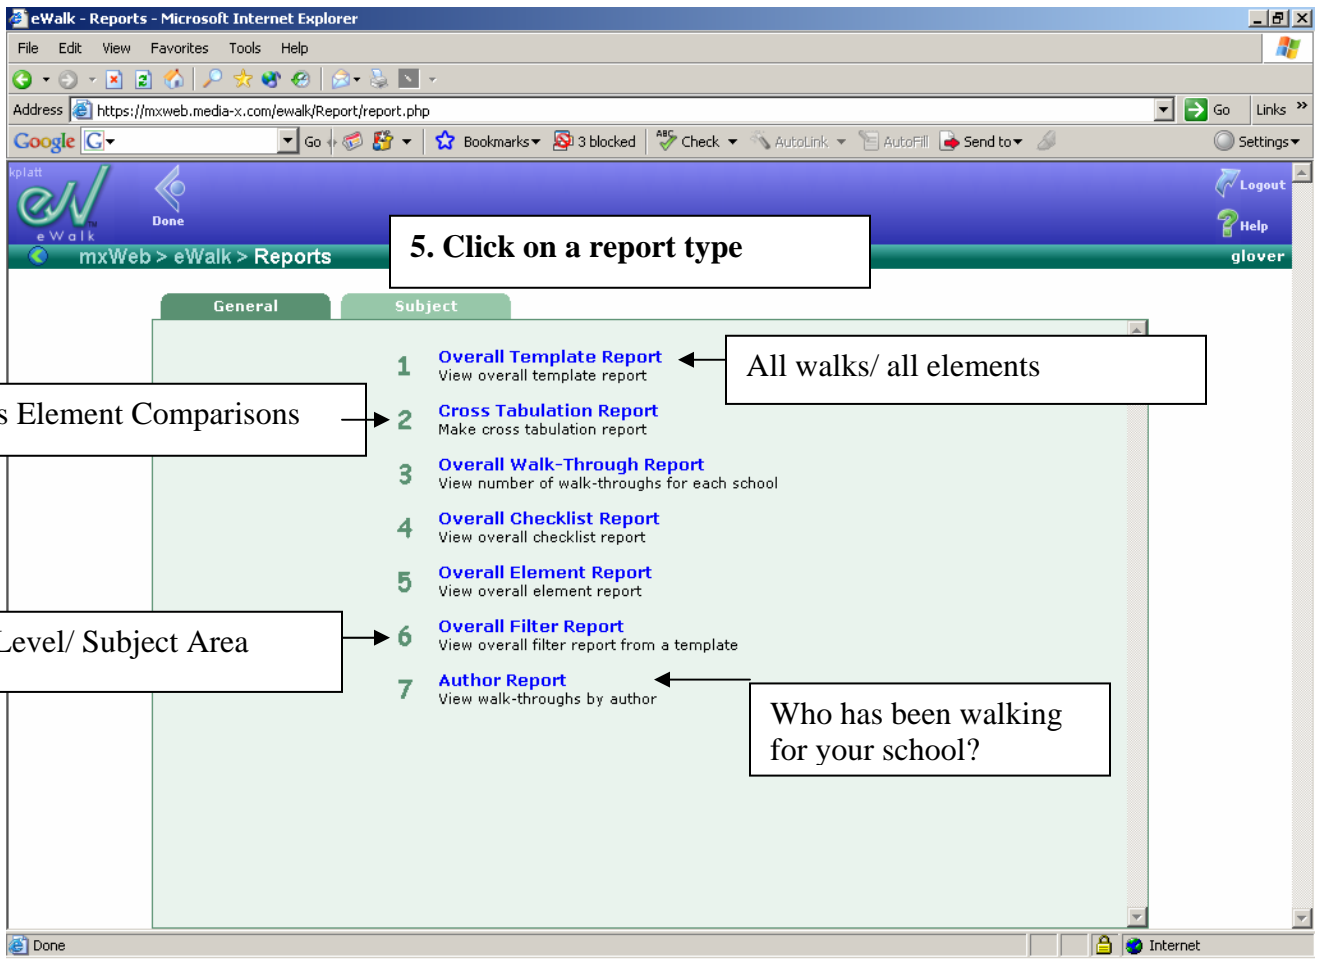 eWalk - Reports - Microsoft Internet Explorer
File Edit View Favorites Tools Help
Address https://mxweb.media-x.com/ewalk/Report/report.php Go Links »
Google G Go Bookmarks 3 blocked ABC Check AutoLink AutoFill Send to Settings
kplatt
eW
TM
eWalk
Done
Logout
Help
mxWeb > eWalk > Reports
glover
5. Click on a report type
General Subject
1 Overall Template Report
View overall template report
All walks/ all elements
s Element Comparisons
2 Cross Tabulation Report
Make cross tabulation report
3 Overall Walk-Through Report
View number of walk-throughs for each school
4 Overall Checklist Report
View overall checklist report
5 Overall Element Report
View overall element report
Level/ Subject Area
6 Overall Filter Report
View overall filter report from a template
7 Author Report
View walk-throughs by author
Who has been walking
for your school?
Done Internet